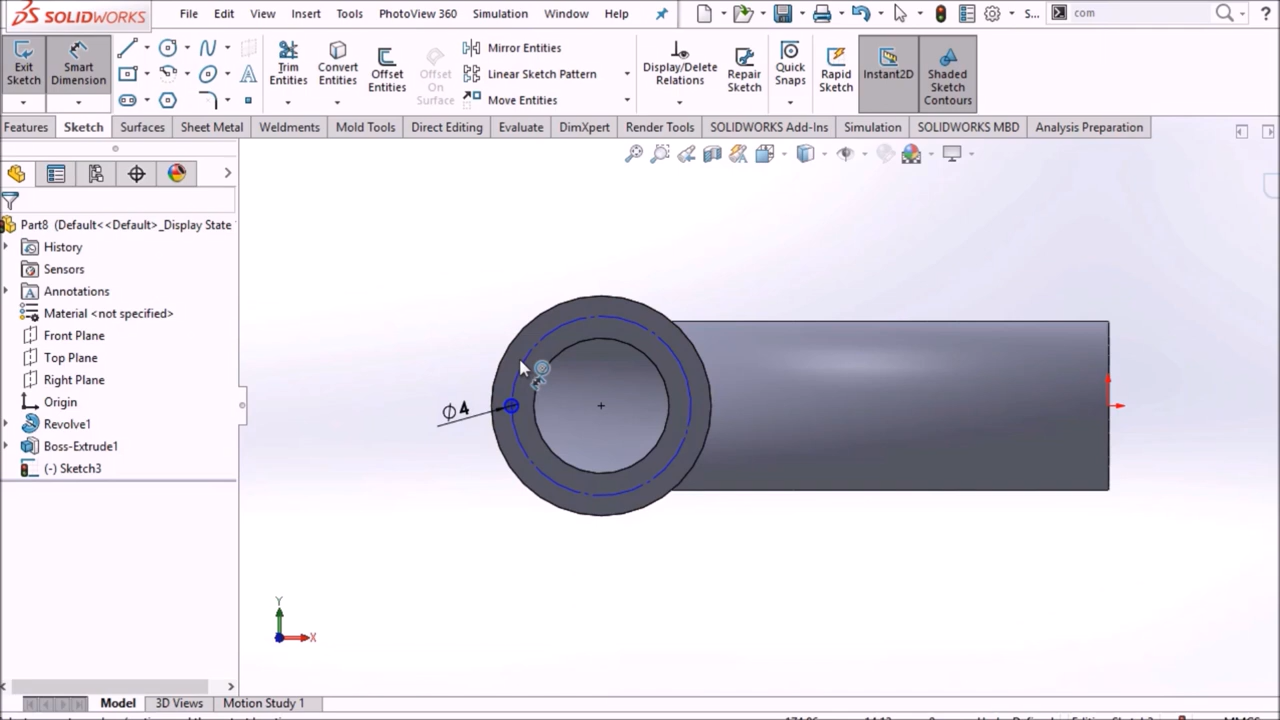 SOLIDWORKS File Edit View Insert Tools PhotoView 360 Simulation Window Help S... com ?
Exit Sketch
Smart Dimension
Trim Entities
Convert Entities
Offset Entities
Offset On Surface
Mirror Entities
Linear Sketch Pattern
Move Entities
Display/Delete Relations
Repair Sketch
Quick Snaps
Rapid Sketch
Instant2D
Shaded Sketch Contours
Features Sketch Surfaces Sheet Metal Weldments Mold Tools Direct Editing Evaluate DimXpert Render Tools SOLIDWORKS Add-Ins Simulation SOLIDWORKS MBD Analysis Preparation
Part8 (Default<<Default>_Display State
History
Sensors
Annotations
Material <not specified>
Front Plane
Top Plane
Right Plane
Origin
Revolve1
Boss-Extrude1
(-) Sketch3
∅4
Y
X
Model 3D Views Motion Study 1